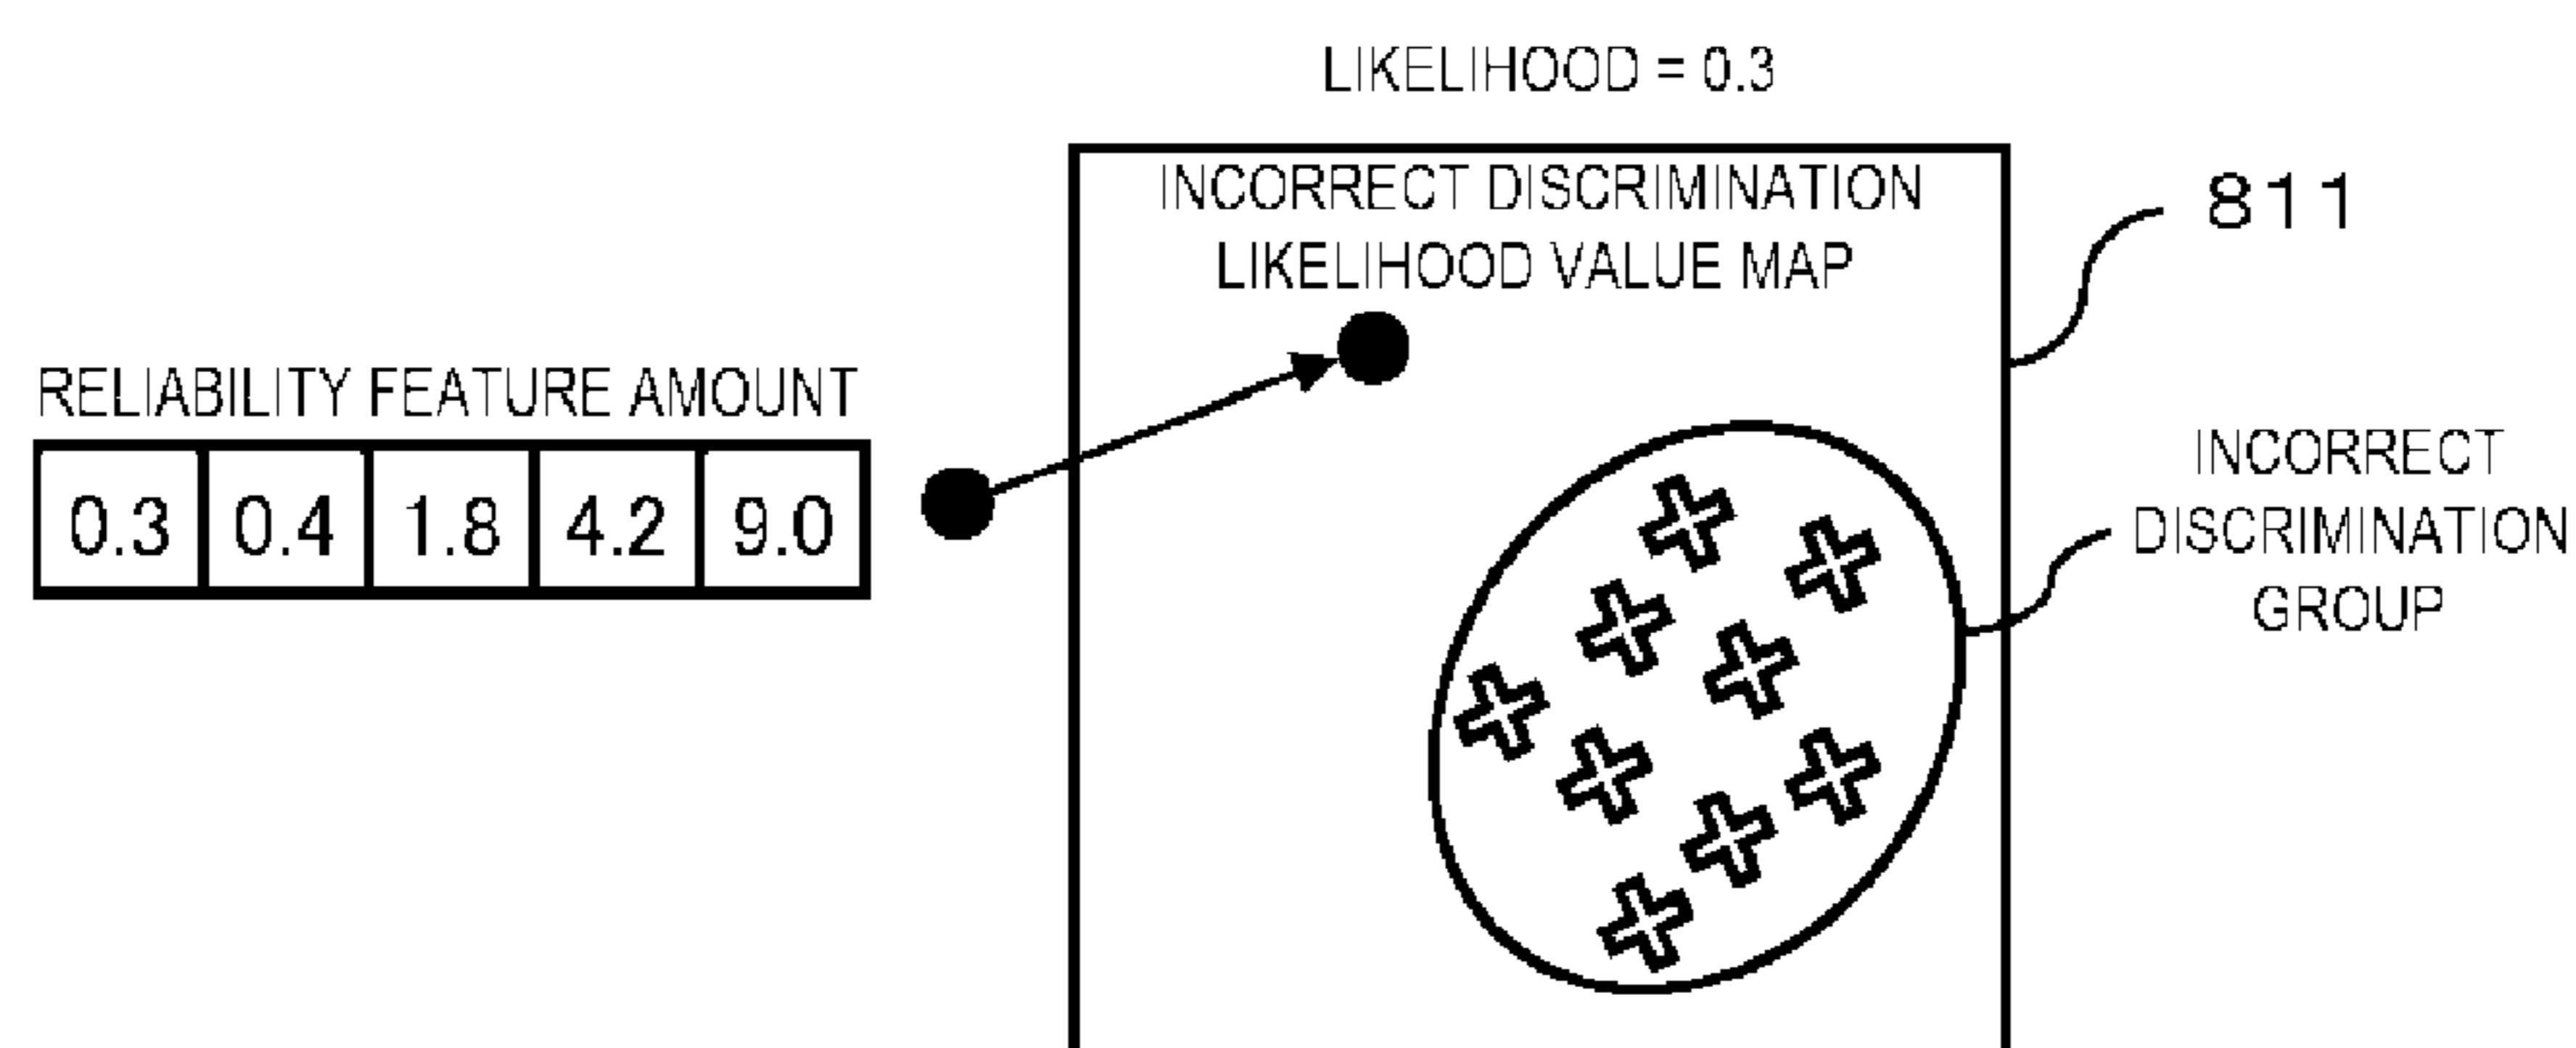 LIKELIHOOD = 0.3
INCORRECT DISCRIMINATION
LIKELIHOOD VALUE MAP
811
RELIABILITY FEATURE AMOUNT
0.3 0.4 1.8 4.2 9.0
INCORRECT
DISCRIMINATION
GROUP